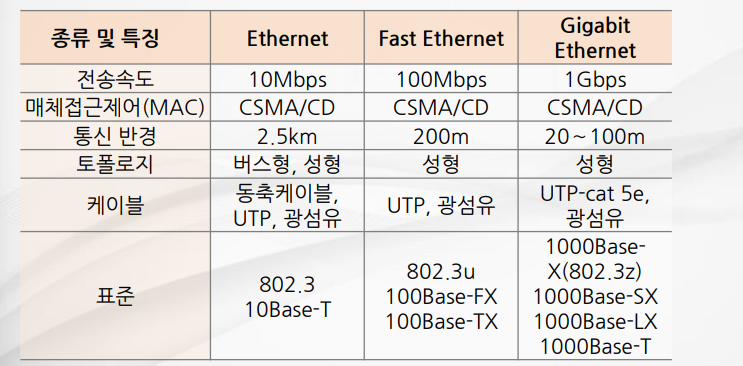 종류 및 특징 Ethernet Fast Ethernet Gigabit Ethernet
전송속도 10Mbps 100Mbps 1Gbps
매체접근제어(MAC) CSMA/CD CSMA/CD CSMA/CD
통신 반경 2.5km 200m 20~100m
토폴로지 버스형, 성형 성형 성형
케이블 동축케이블, UTP, 광섬유 UTP, 광섬유 UTP-cat 5e, 광섬유
표준
802.3
10Base-T
802.3u
100Base-FX
100Base-TX
1000Base-
X(802.3z)
1000Base-SX
1000Base-LX
1000Base-T